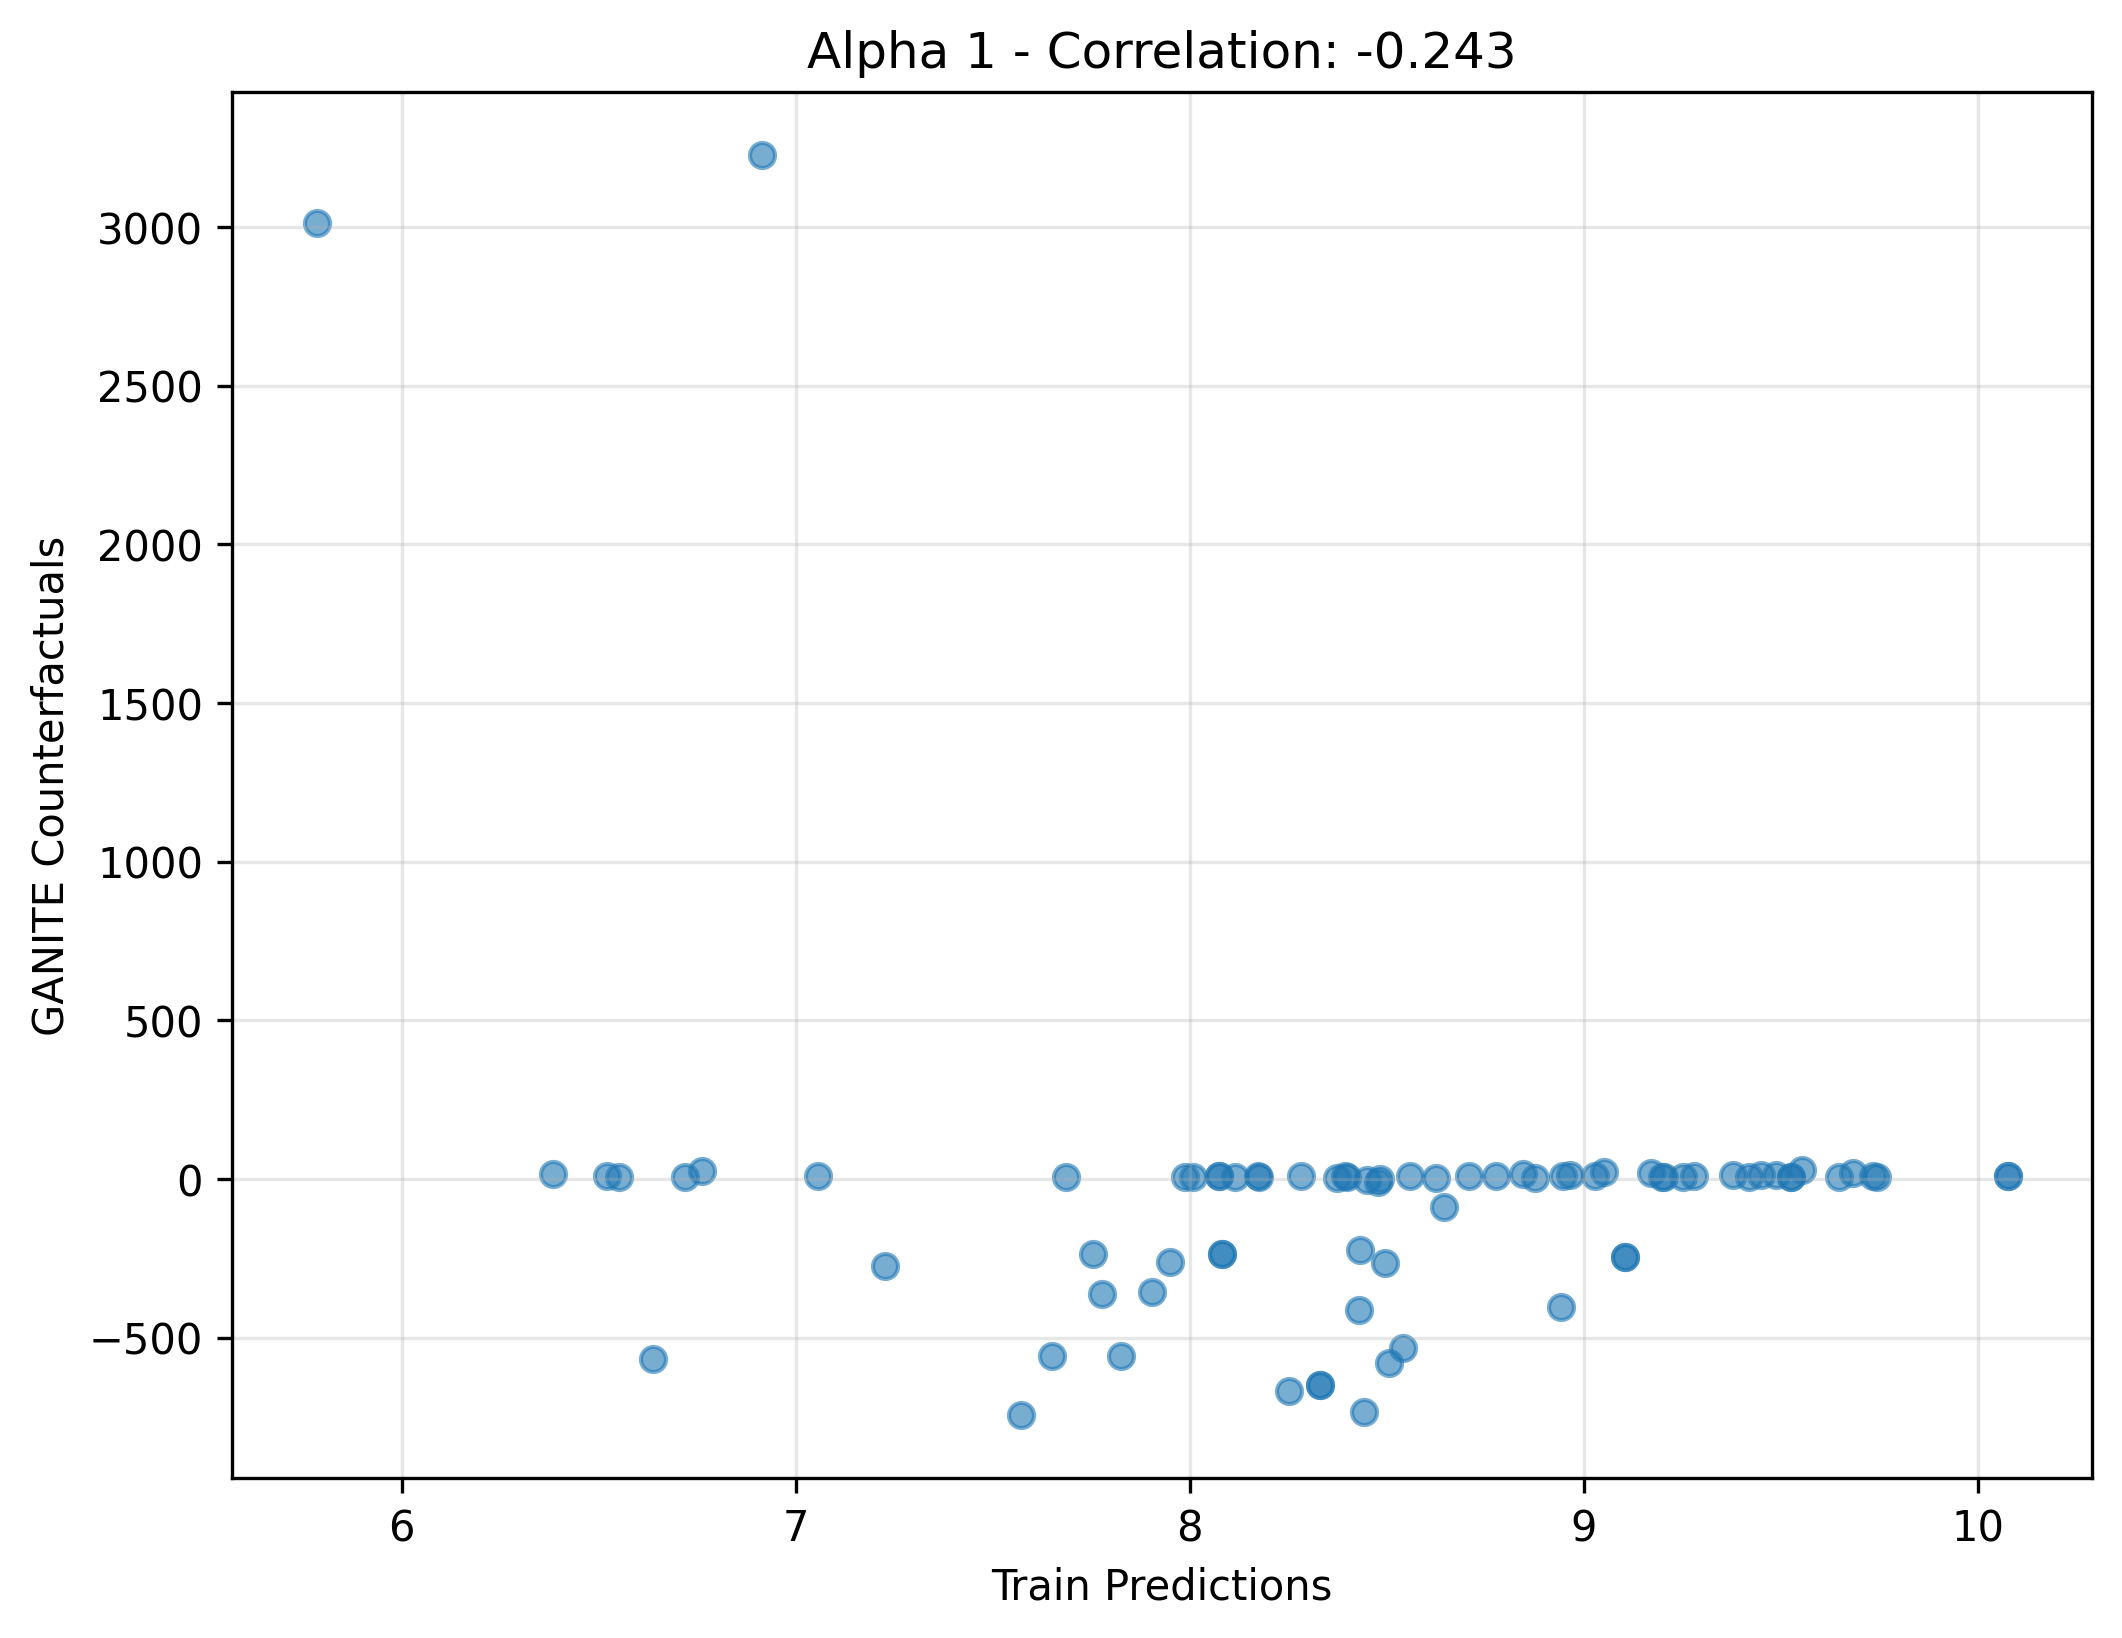 Alpha 1 - Correlation: -0.243
GANITE Counterfactuals
3000
2500
2000
1500
1000
500
0
−500
6 7 8 9 10
Train Predictions